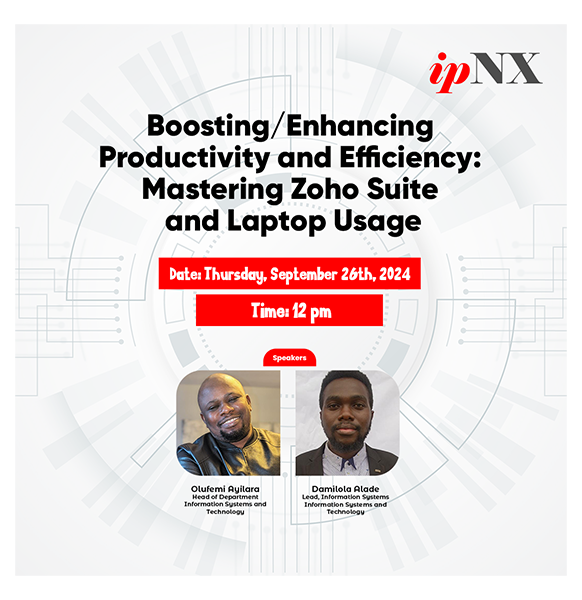 ipNX
Boosting/Enhancing
Productivity and Efficiency:
Mastering Zoho Suite
and Laptop Usage
Date: Thursday, September 26th, 2024
Time: 12 pm
Speakers
Olufemi Ayilara
Head of Department
Information Systems and
Technology
Damilola Alade
Lead, Information Systems
Information Systems and
Technology